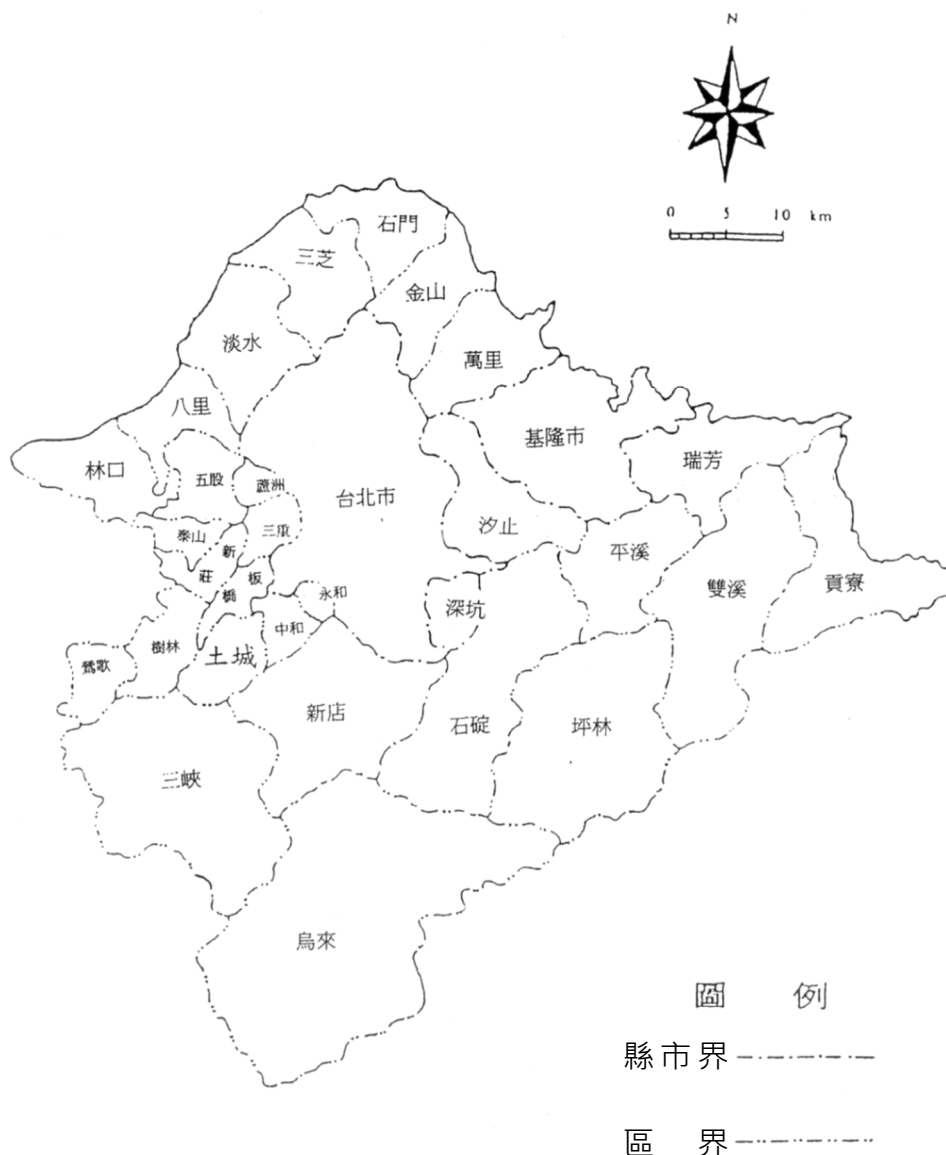 N
0 5 10 km
石門
三芝
金山
淡水
萬里
八里
基隆市
林口
瑞芳
五股
蘆洲
台北市
三重
汐止
泰山
新莊
平溪
板橋
雙溪
貢寮
永和
深坑
中和
樹林
土城
鶯歌
新店
石碇
坪林
三峽
烏來
圖 例
縣市界
區 界